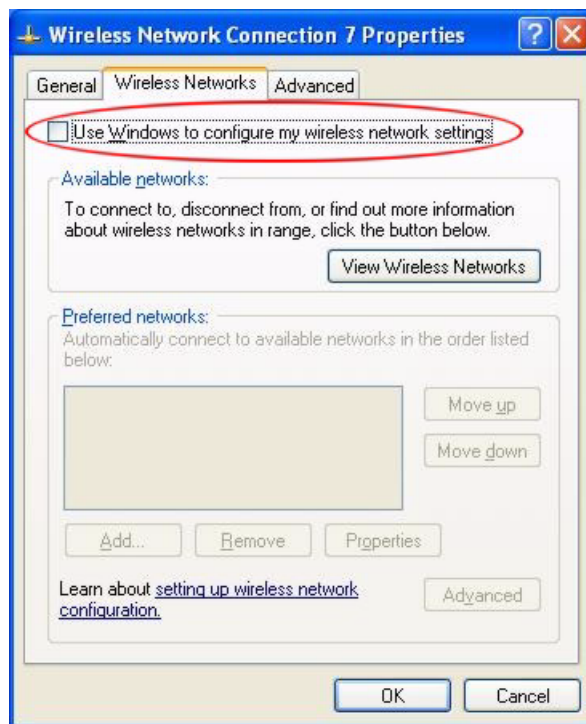 Wireless Network Connection 7 Properties
General Wireless Networks Advanced
Use Windows to configure my wireless network settings
Available networks:
To connect to, disconnect from, or find out more information
about wireless networks in range, click the button below.
View Wireless Networks
Preferred networks:
Automatically connect to available networks in the order listed
below:
Move up
Move down
Add... Remove Properties
Learn about setting up wireless network
configuration.
Advanced
OK Cancel